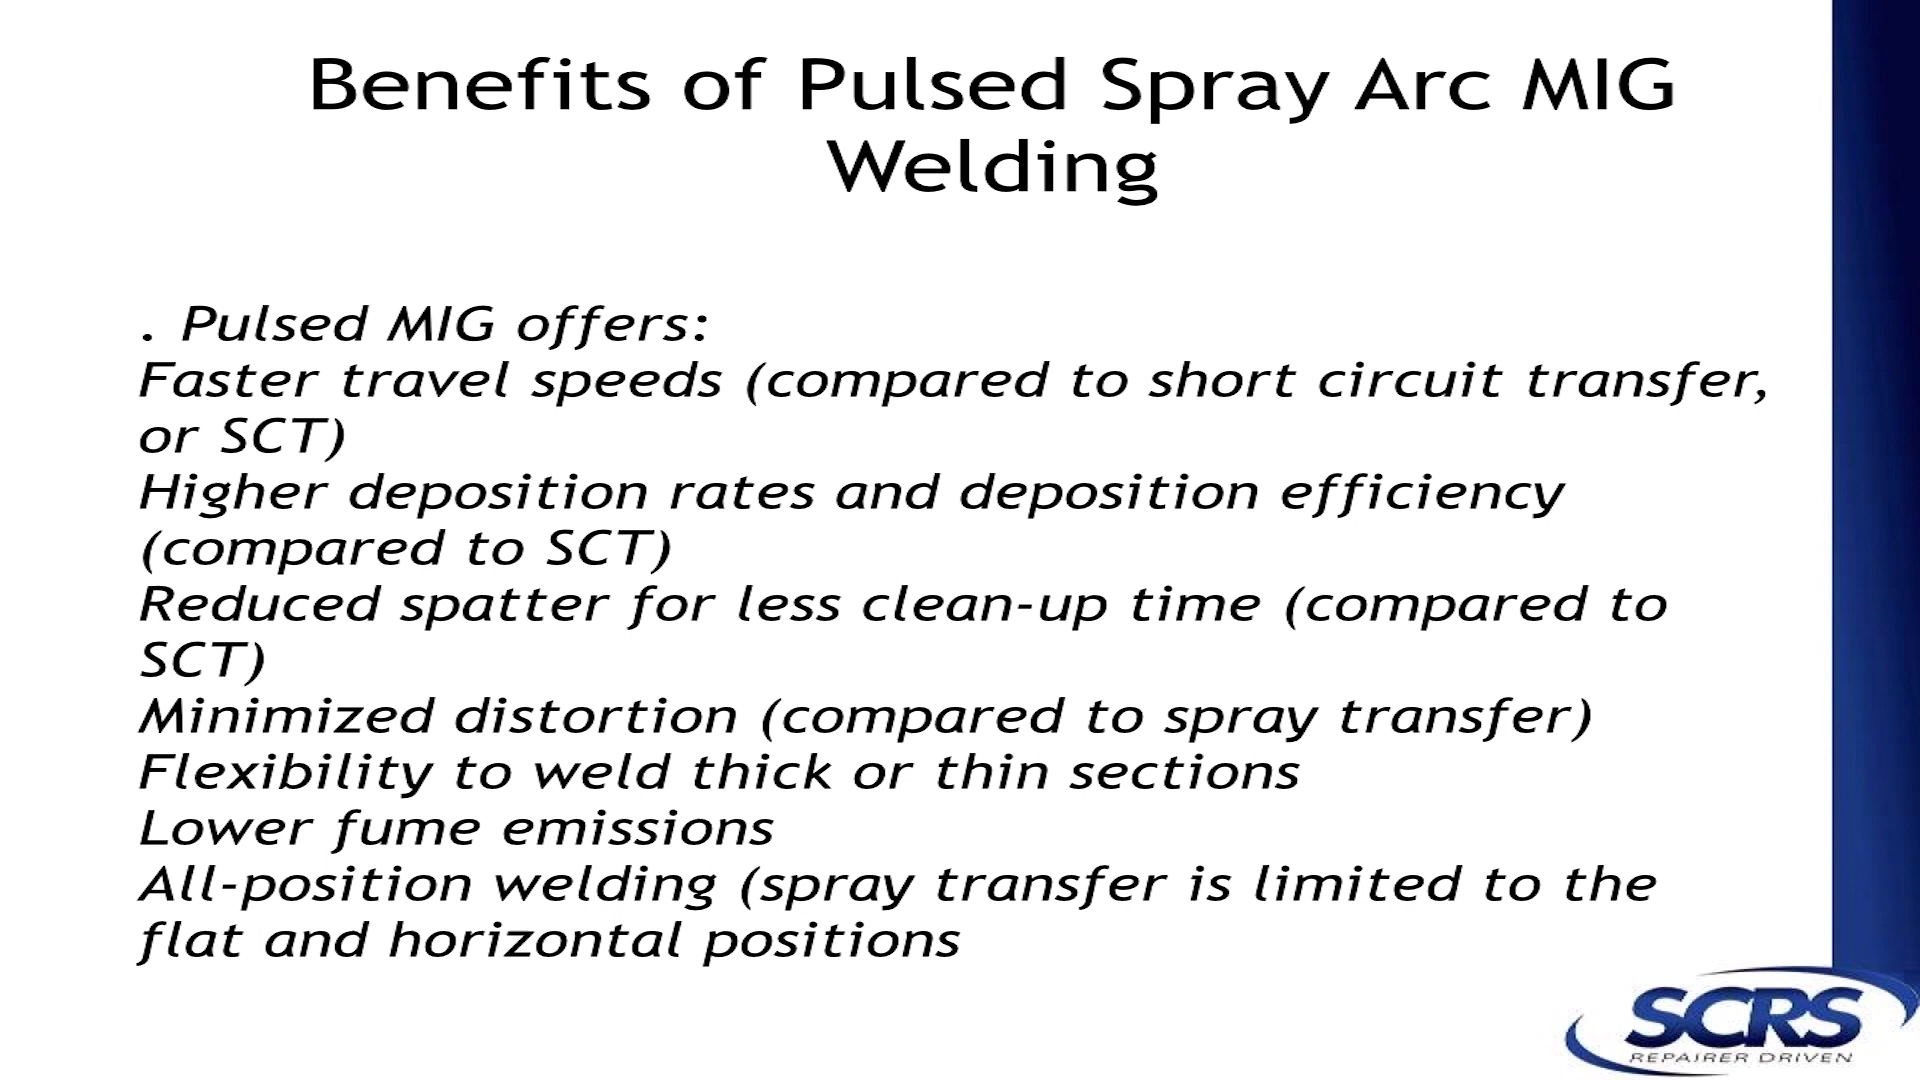 Benefits of Pulsed Spray Arc MIG
Welding
. Pulsed MIG offers:
Faster travel speeds (compared to short circuit transfer,
or SCT)
Higher deposition rates and deposition efficiency
(compared to SCT)
Reduced spatter for less clean-up time (compared to
SCT)
Minimized distortion (compared to spray transfer)
Flexibility to weld thick or thin sections
Lower fume emissions
All-position welding (spray transfer is limited to the
flat and horizontal positions
SCRS
REPAIRER DRIVEN